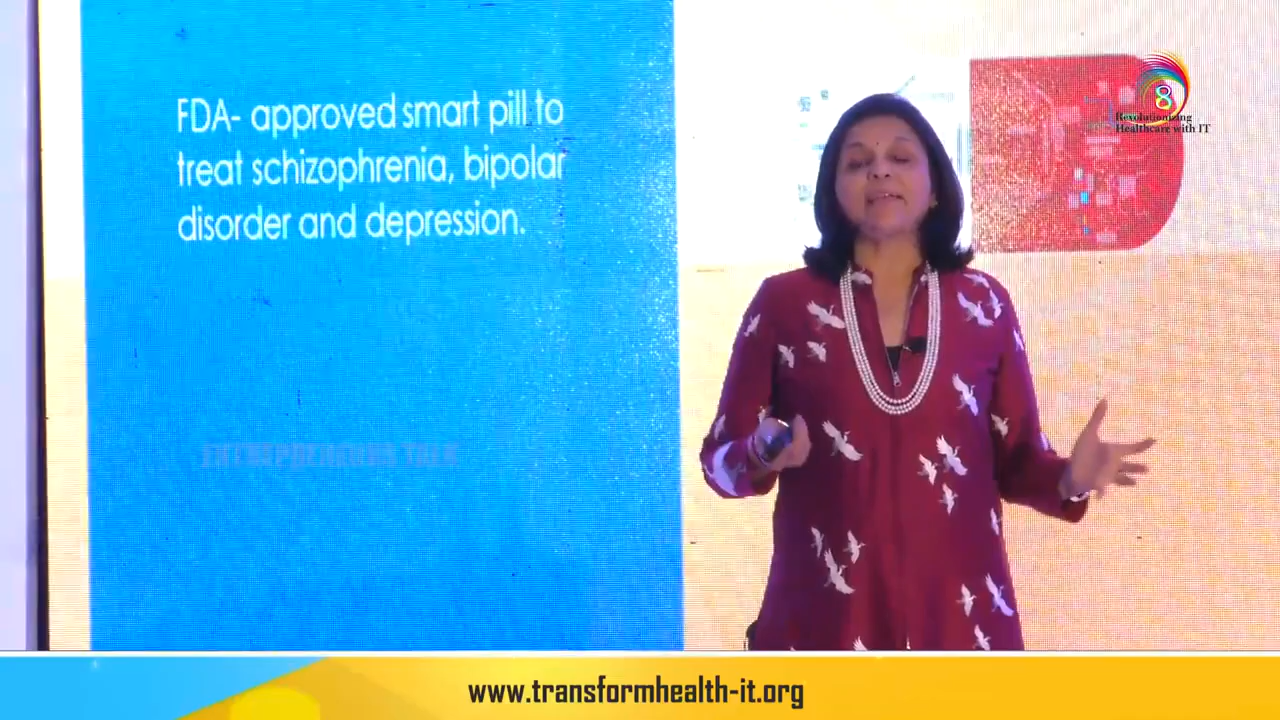 FDA- approved smart pill to
treat schizophrenia, bipolar
disorder and depression.
8
Revolutionizing
Healthcare with IT
www.transformhealth-it.org